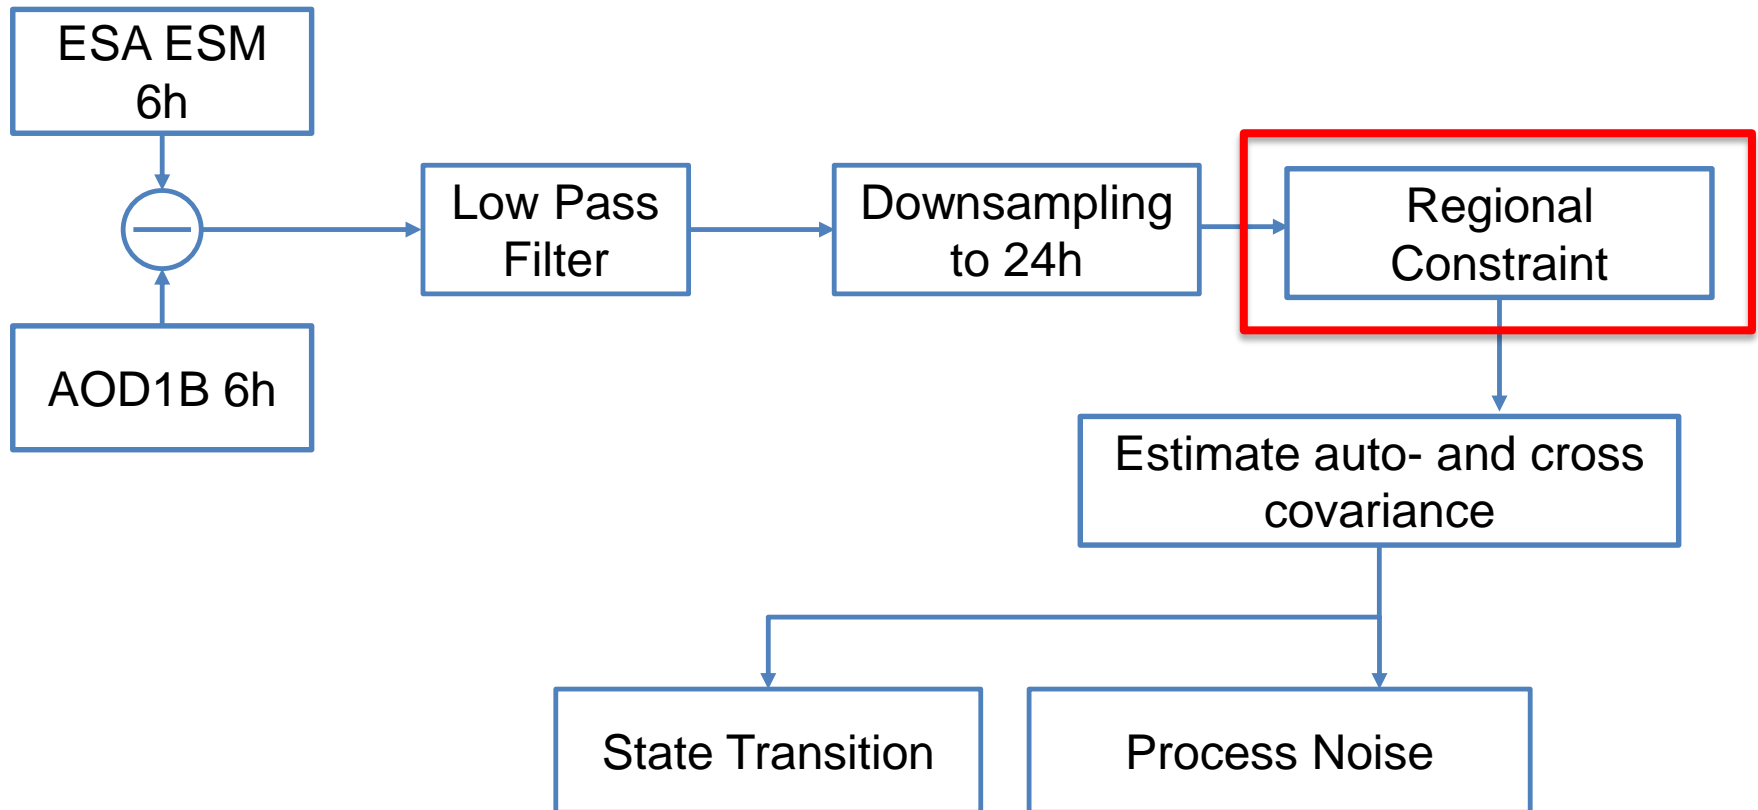 ESA ESM
6h
AOD1B 6h
Low Pass
Filter
Downsampling
to 24h
Regional
Constraint
Estimate auto- and cross
covariance
State Transition
Process Noise